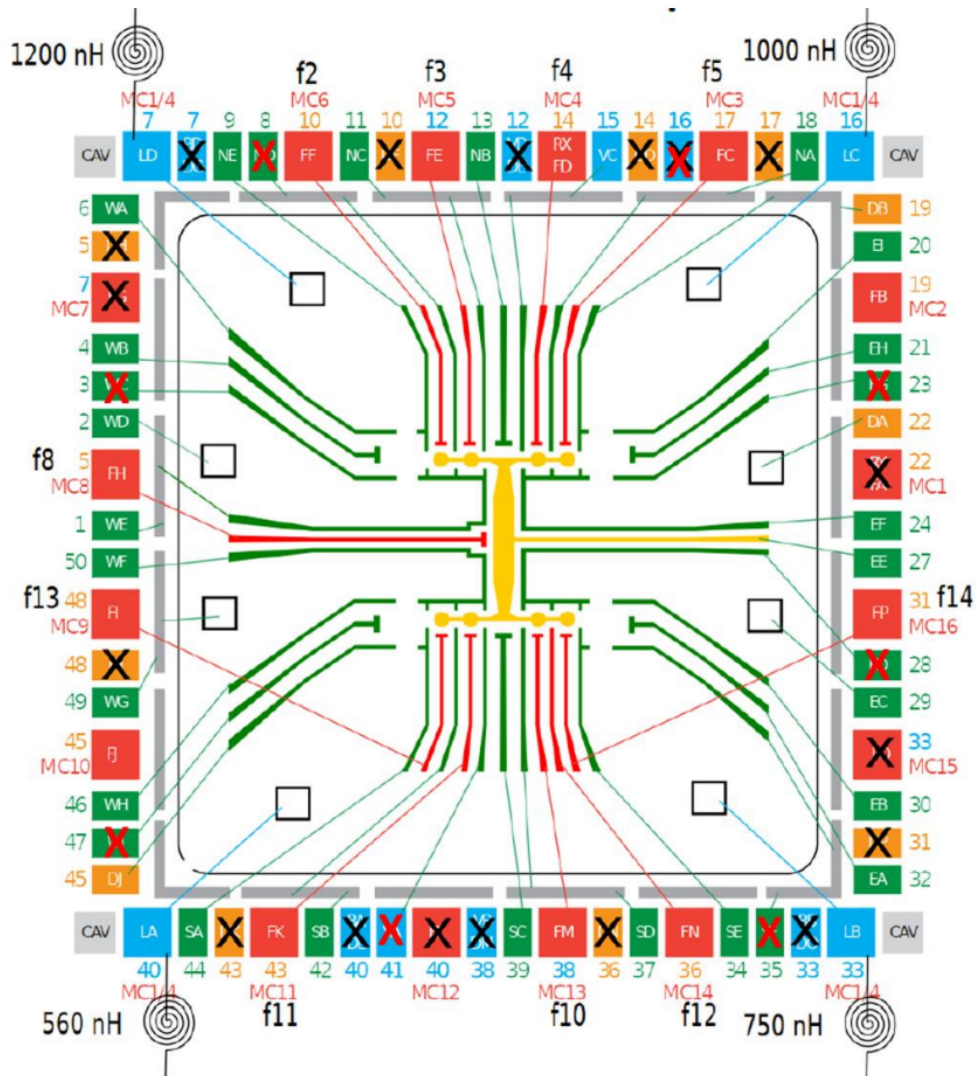 1200 nH
1000 nH
f2 f3 f4 f5
MC1/4 MC6 MC5 MC4 MC3 MC1/4
7 7 9 8 10 11 10 12 13 12 14 15 14 16 17 17 18 16
CAV LD NE FF NC FE NB RX FD VC FC NA LC CAV
6 WA
DB 19
5
EI 20
7
MC7
FB 19
MC2
4 WB
EH 21
3
23
2 WD
DA 22
f8
5 FH
MC8
22
MC1
1 WE
EF 24
50 WF
EE 27
f13
48 FI
MC9
FP 31 f14
MC16
48
28
49 WG
EC 29
45 FJ
MC10
33
MC15
46 WH
EB 30
47
31
45 DJ
EA 32
CAV LA SA FK SB SC FM SD FN SE LB CAV
40 44 43 43 42 40 41 40 38 39 38 36 37 36 34 35 33 33
MC1/4 MC11 MC12 MC13 MC14 MC1/4
560 nH f11 f10 f12 750 nH